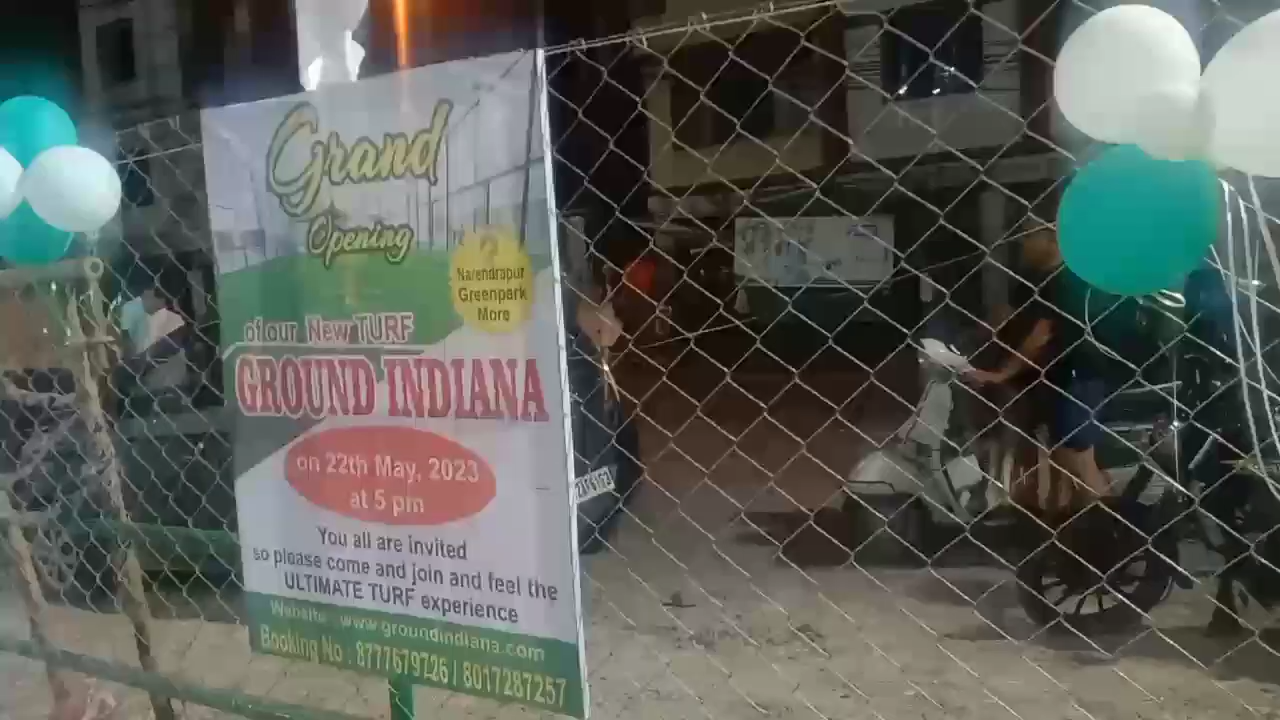 Grand
Opening
Narendrapur
Greenpark
More
of our New TURF
GROUND INDIANA
on 22th May, 2023
at 5 pm
You all are invited
so please come and join and feel the
ULTIMATE TURF experience
Website : www.groundindiana.com
Booking No : 8777679726 / 8017287257